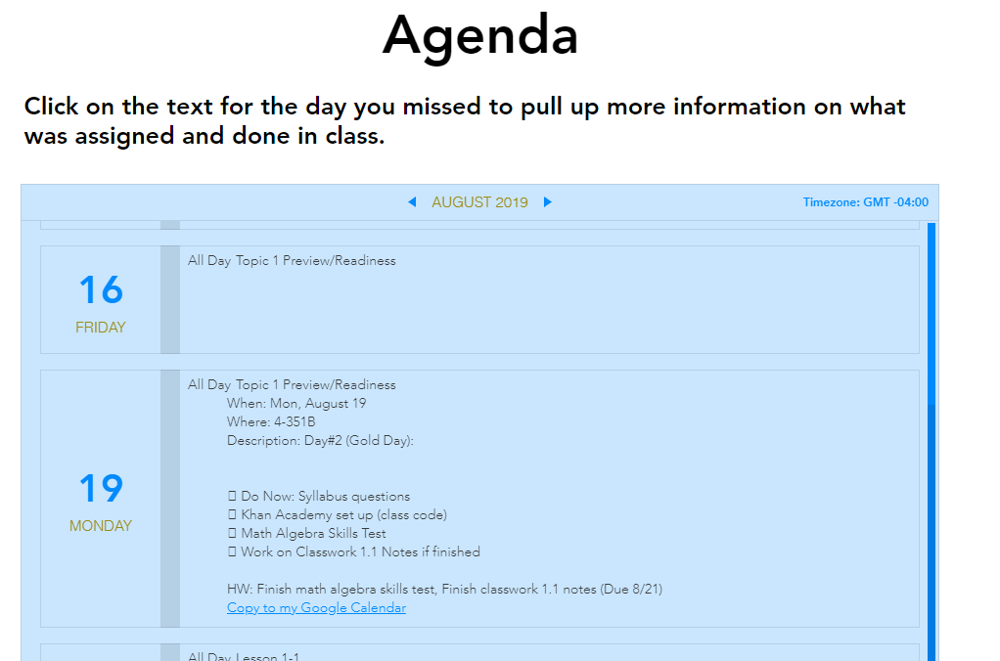 Agenda
Click on the text for the day you missed to pull up more information on what
was assigned and done in class.
AUGUST 2019
Timezone: GMT -04:00
16
FRIDAY
All Day Topic 1 Preview/Readiness
19
MONDAY
All Day Topic 1 Preview/Readiness
When: Mon, August 19
Where: 4-351B
Description: Day#2 (Gold Day):
▯ Do Now: Syllabus questions
▯ Khan Academy set up (class code)
▯ Math Algebra Skills Test
▯ Work on Classwork 1.1 Notes if finished
HW: Finish math algebra skills test, Finish classwork 1.1 notes (Due 8/21)
Copy to my Google Calendar
All Day Lesson 1-1